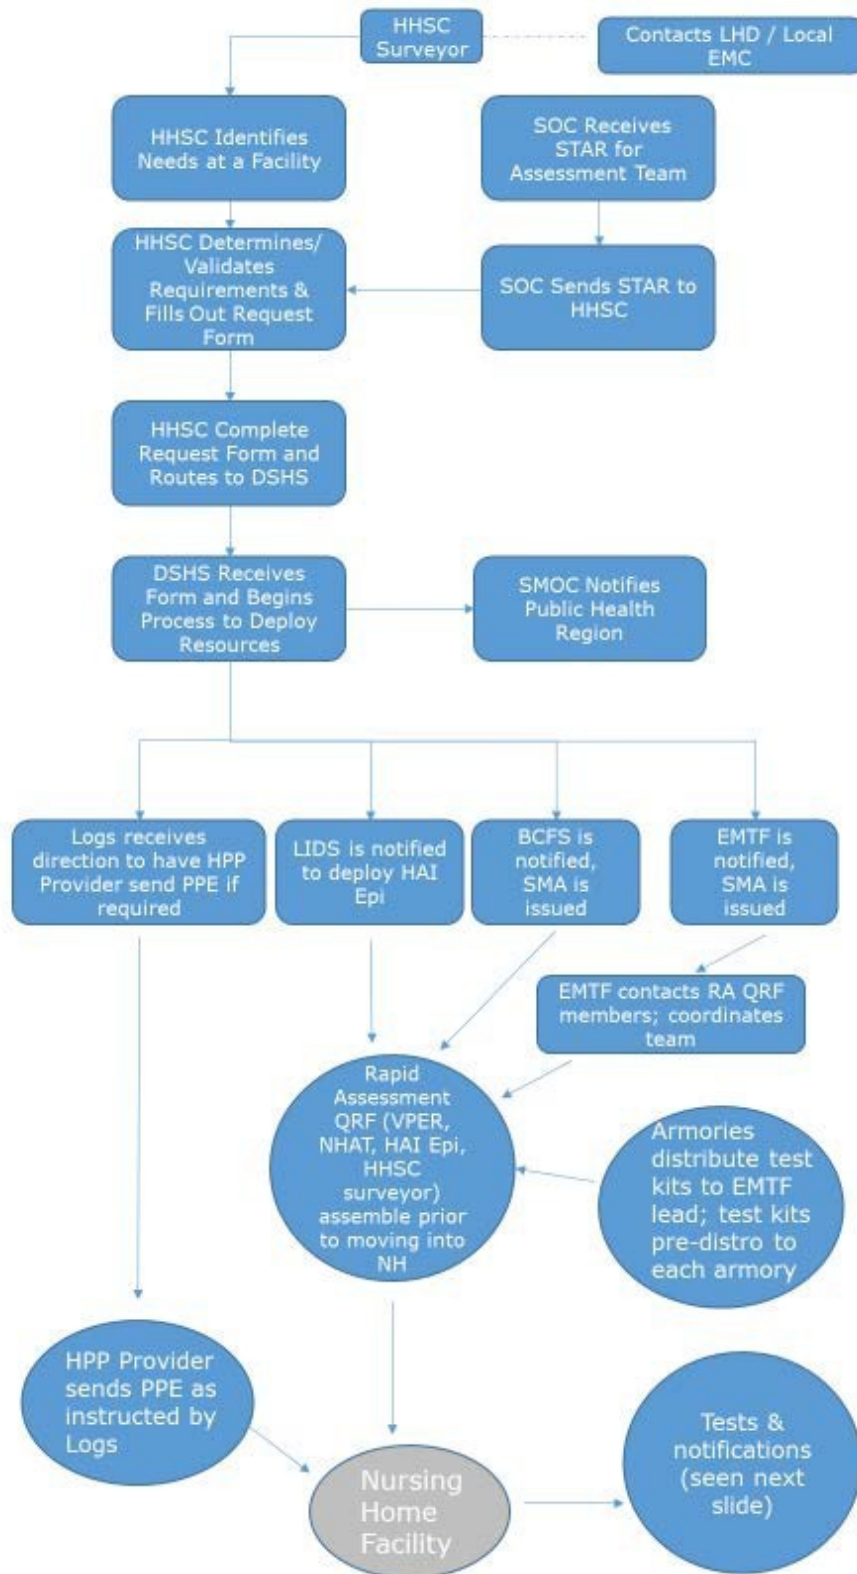 HHSC
Surveyor
Contacts LHD / Local
EMC
HHSC Identifies
Needs at a Facility
SOC Receives
STAR for
Assessment Team
HHSC Determines/
Validates
Requirements &
Fills Out Request
Form
SOC Sends STAR to
HHSC
HHSC Complete
Request Form and
Routes to DSHS
DSHS Receives
Form and Begins
Process to Deploy
Resources
SMOC Notifies
Public Health
Region
Logs receives
direction to have HPP
Provider send PPE if
required
LIDS is notified
to deploy HAI
Epi
BCFS is
notified,
SMA is
issued
EMTF is
notified,
SMA is
issued
EMTF contacts RA QRF
members; coordinates
team
Rapid
Assessment
QRF (VPER,
NHAT, HAI Epi,
HHSC
surveyor)
assemble prior
to moving into
NH
Armories
distribute test
kits to EMTF
lead; test kits
pre-distro to
each armory
HPP Provider
sends PPE as
instructed by
Logs
Nursing
Home
Facility
Tests &
notifications
(seen next
slide)